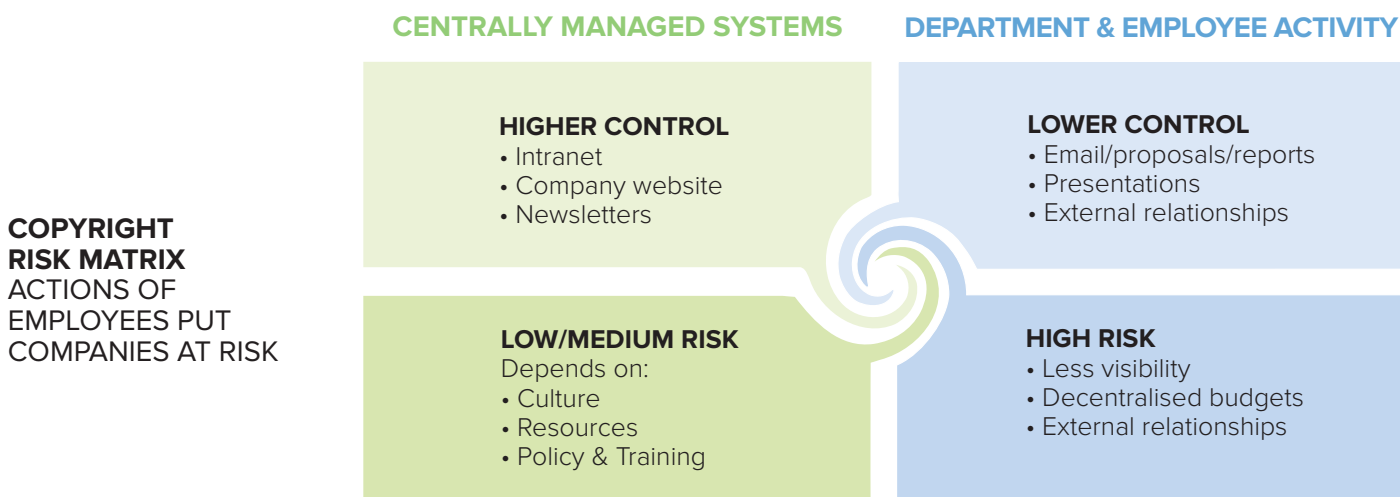 CENTRALLY MANAGED SYSTEMS
DEPARTMENT & EMPLOYEE ACTIVITY
COPYRIGHT
RISK MATRIX
ACTIONS OF
EMPLOYEES PUT
COMPANIES AT RISK
HIGHER CONTROL
• Intranet
• Company website
• Newsletters
LOWER CONTROL
• Email/proposals/reports
• Presentations
• External relationships
LOW/MEDIUM RISK
Depends on:
• Culture
• Resources
• Policy & Training
HIGH RISK
• Less visibility
• Decentralised budgets
• External relationships